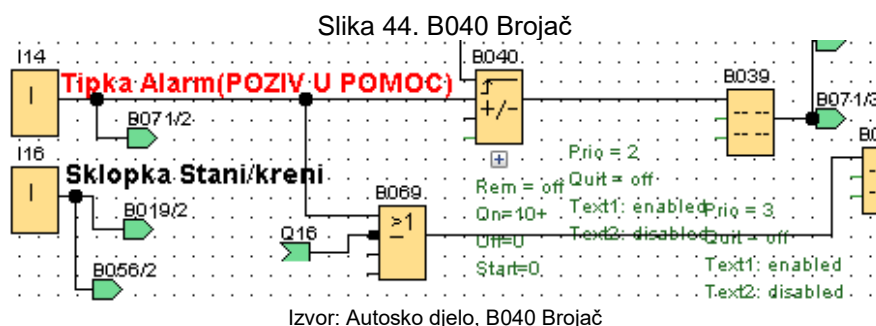 Slika 44. B040 Brojač
I14
I
Tipka Alarm(POZIV U POMOC)
B071/2
I16
I
Sklopka Stani/kreni
B019/2
B056/2
Q16
B069
≥1
B040
+/-
Rem = off
On=10+
Off=0
Start=0
B039
Prio = 2
Quit = off
Text1: enabled
Text2: disabled
B071/3
Prio = 3
Quit = off
Text1: enabled
Text2: disabled
Izvor: Autosko djelo, B040 Brojač